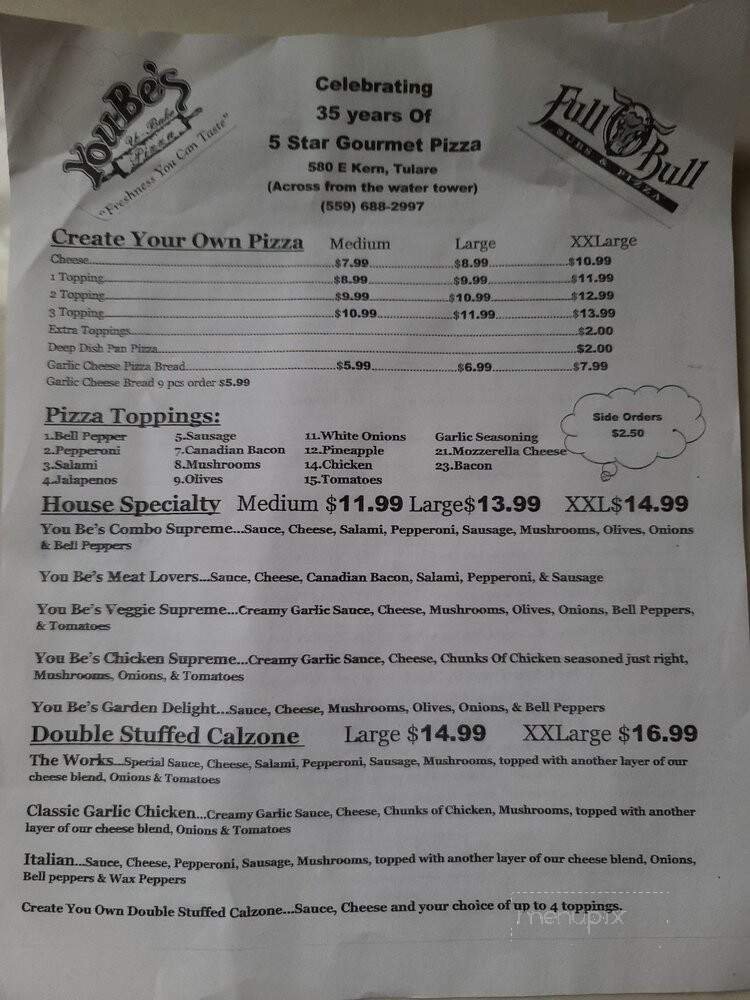 YouBe's
U-Bake
Pizza
"Freshness You Can Taste"
Celebrating
35 years Of
5 Star Gourmet Pizza
580 E Kern, Tulare
(Across from the water tower)
(559) 688-2997
Full Bull
SUBS & PIZZA
Create Your Own Pizza Medium Large XXLarge
Cheese...$7.99...$8.99...$10.99
1 Topping...$8.99...$9.99...$11.99
2 Topping...$9.99...$10.99...$12.99
3 Topping...$10.99...$11.99...$13.99
Extra Toppings...$2.00
Deep Dish Pan Pizza...$2.00
Garlic Cheese Pizza Bread...$5.99...$6.99...$7.99
Garlic Cheese Bread 9 pcs order $5.99
Pizza Toppings:
1.Bell Pepper 5.Sausage 11.White Onions Garlic Seasoning
2.Pepperoni 7.Canadian Bacon 12.Pineapple 21.Mozzerella Cheese
3.Salami 8.Mushrooms 14.Chicken 23.Bacon
4.Jalapenos 9.Olives 15.Tomatoes
Side Orders
$2.50
House Specialty Medium $11.99 Large$13.99 XXL$14.99
You Be's Combo Supreme...Sauce, Cheese, Salami, Pepperoni, Sausage, Mushrooms, Olives, Onions
& Bell Peppers
You Be's Meat Lovers...Sauce, Cheese, Canadian Bacon, Salami, Pepperoni, & Sausage
You Be's Veggie Supreme...Creamy Garlic Sauce, Cheese, Mushrooms, Olives, Onions, Bell Peppers,
& Tomatoes
You Be's Chicken Supreme...Creamy Garlic Sauce, Cheese, Chunks Of Chicken seasoned just right,
Mushrooms, Onions, & Tomatoes
You Be's Garden Delight...Sauce, Cheese, Mushrooms, Olives, Onions, & Bell Peppers
Double Stuffed Calzone Large $14.99 XXLarge $16.99
The Works...Special Sauce, Cheese, Salami, Pepperoni, Sausage, Mushrooms, topped with another layer of our
cheese blend, Onions & Tomatoes
Classic Garlic Chicken...Creamy Garlic Sauce, Cheese, Chunks of Chicken, Mushrooms, topped with another
layer of our cheese blend, Onions & Tomatoes
Italian...Sauce, Cheese, Pepperoni, Sausage, Mushrooms, topped with another layer of our cheese blend, Onions,
Bell peppers & Wax Peppers
Create You Own Double Stuffed Calzone...Sauce, Cheese and your choice of up to 4 toppings.
menupix